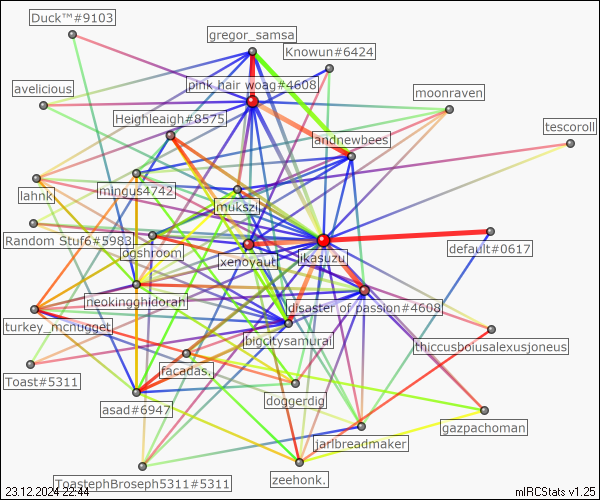 Duck™#9103
gregor_samsa
Knowun#6424
pink hair woag#4608
avelicious
moonraven
Heighleaigh#8575
andnewbees
tescoroll
lahnk
mingus4742
mukszi
Random Stuf6#5983
ogshroom
xenoyaut
likasuzu
default#0617
neokingghidorah
disaster of passion#4608
turkey_mcnugget
bigcitysamurai
thiccusboiusalexusjoneus
Toast#5311
facadas.
doggerdig
asad#6947
gazpachoman
jarlbreadmaker
ToastephBroseph5311#5311
zeehonk.
23.12.2024 22:44
mIRCStats v1.25